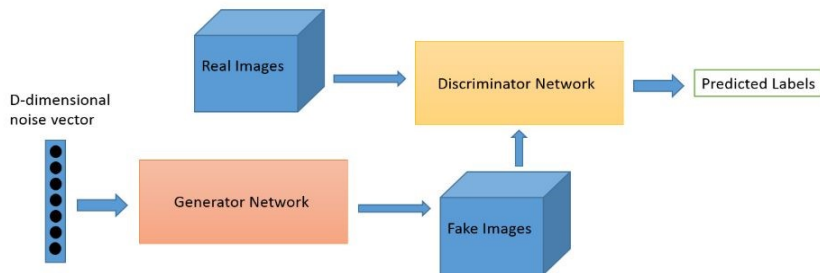 Real Images
Discriminator Network
Predicted Labels
D-dimensional
noise vector
Generator Network
Fake Images